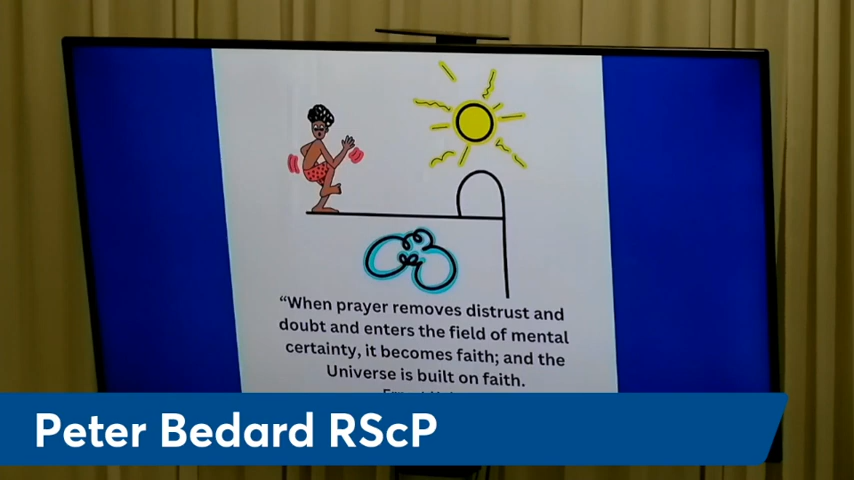 “When prayer removes distrust and
doubt and enters the field of mental
certainty, it becomes faith; and the
Universe is built on faith.
Peter Bedard RScP